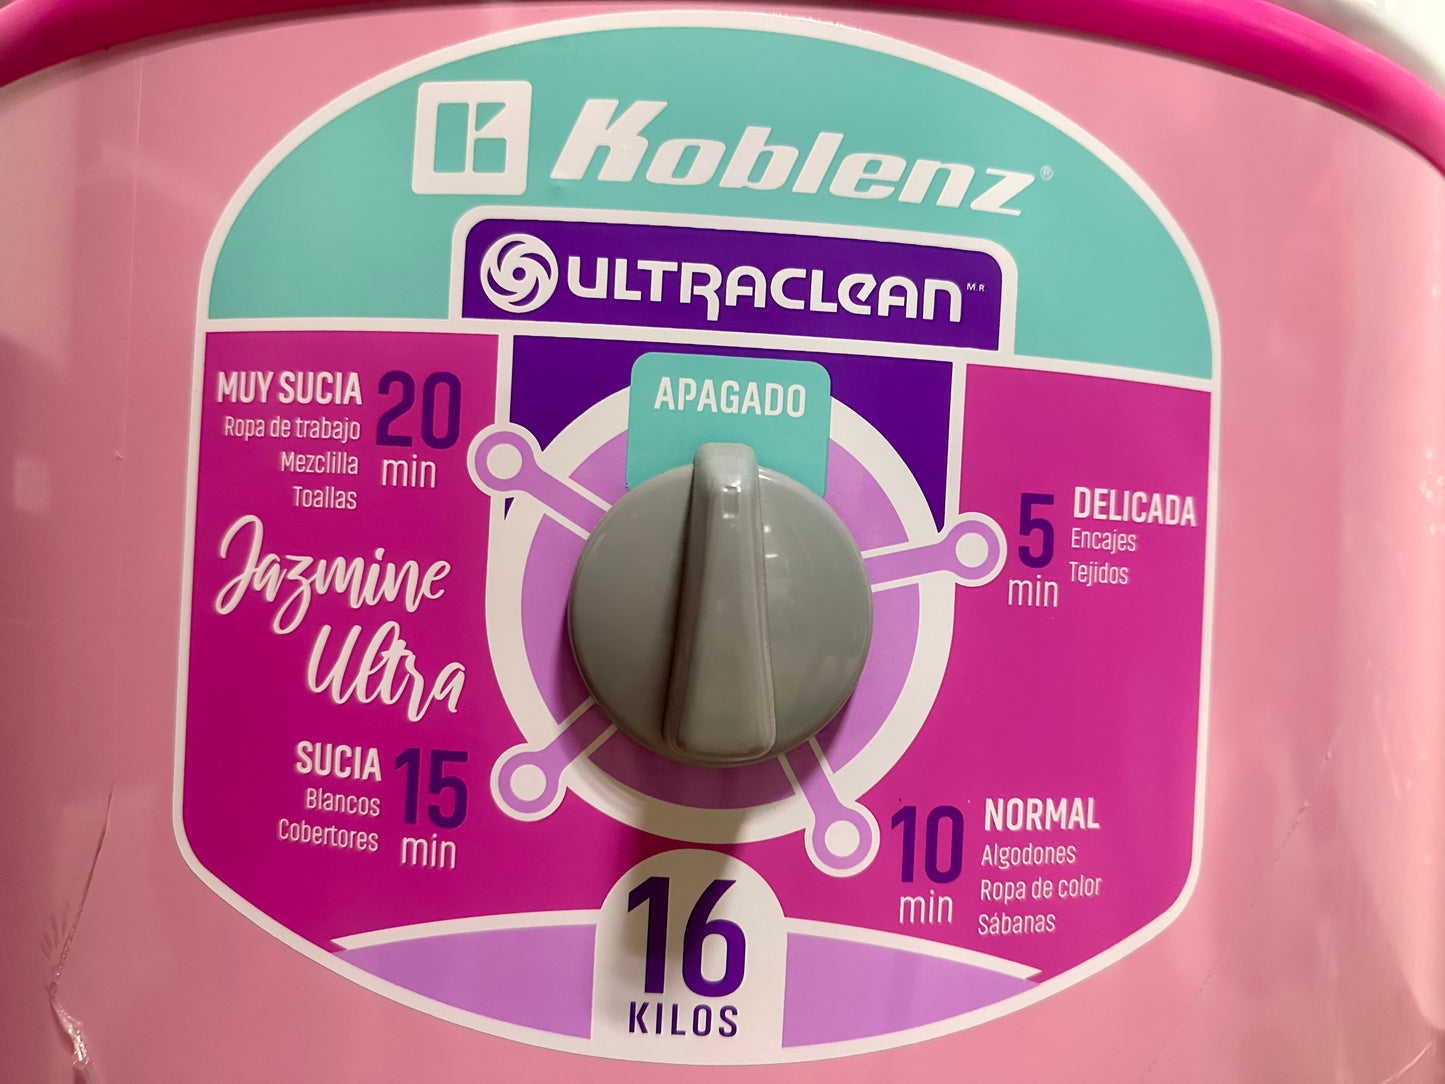 Koblenz®
ULTRACLEAN M.R.
APAGADO
MUY SUCIA
Ropa de trabajo
Mezclilla
Toallas
20
min
5
min
DELICADA
Encajes
Tejidos
Jazmine
Ultra
SUCIA
Blancos
Cobertores
15
min
10
min
NORMAL
Algodones
Ropa de color
Sábanas
16
KILOS